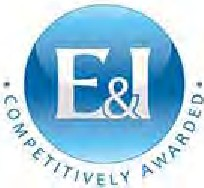 E&I
• COMPETITIVELY AWARDED •